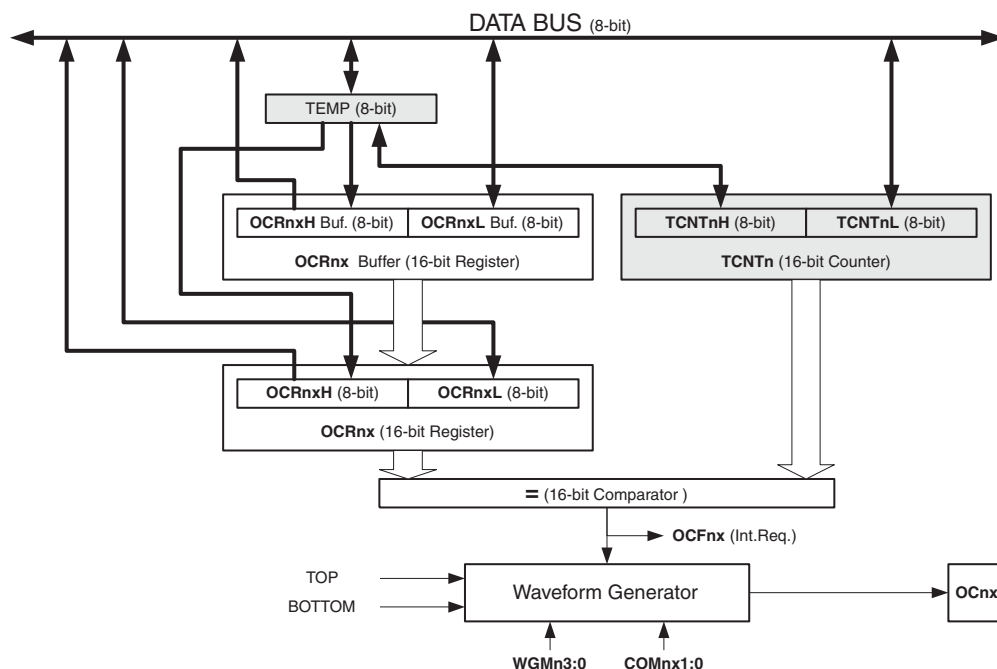 DATA BUS (8-bit)
TEMP (8-bit)
OCRnxH Buf. (8-bit) OCRnxL Buf. (8-bit)
TCNTnH (8-bit) TCNTnL (8-bit)
OCRnx Buffer (16-bit Register)
TCNTn (16-bit Counter)
OCRnxH (8-bit) OCRnxL (8-bit)
OCRnx (16-bit Register)
= (16-bit Comparator )
OCFnx (Int.Req.)
TOP
BOTTOM
Waveform Generator
OCnx
WGMn3:0 COMnx1:0